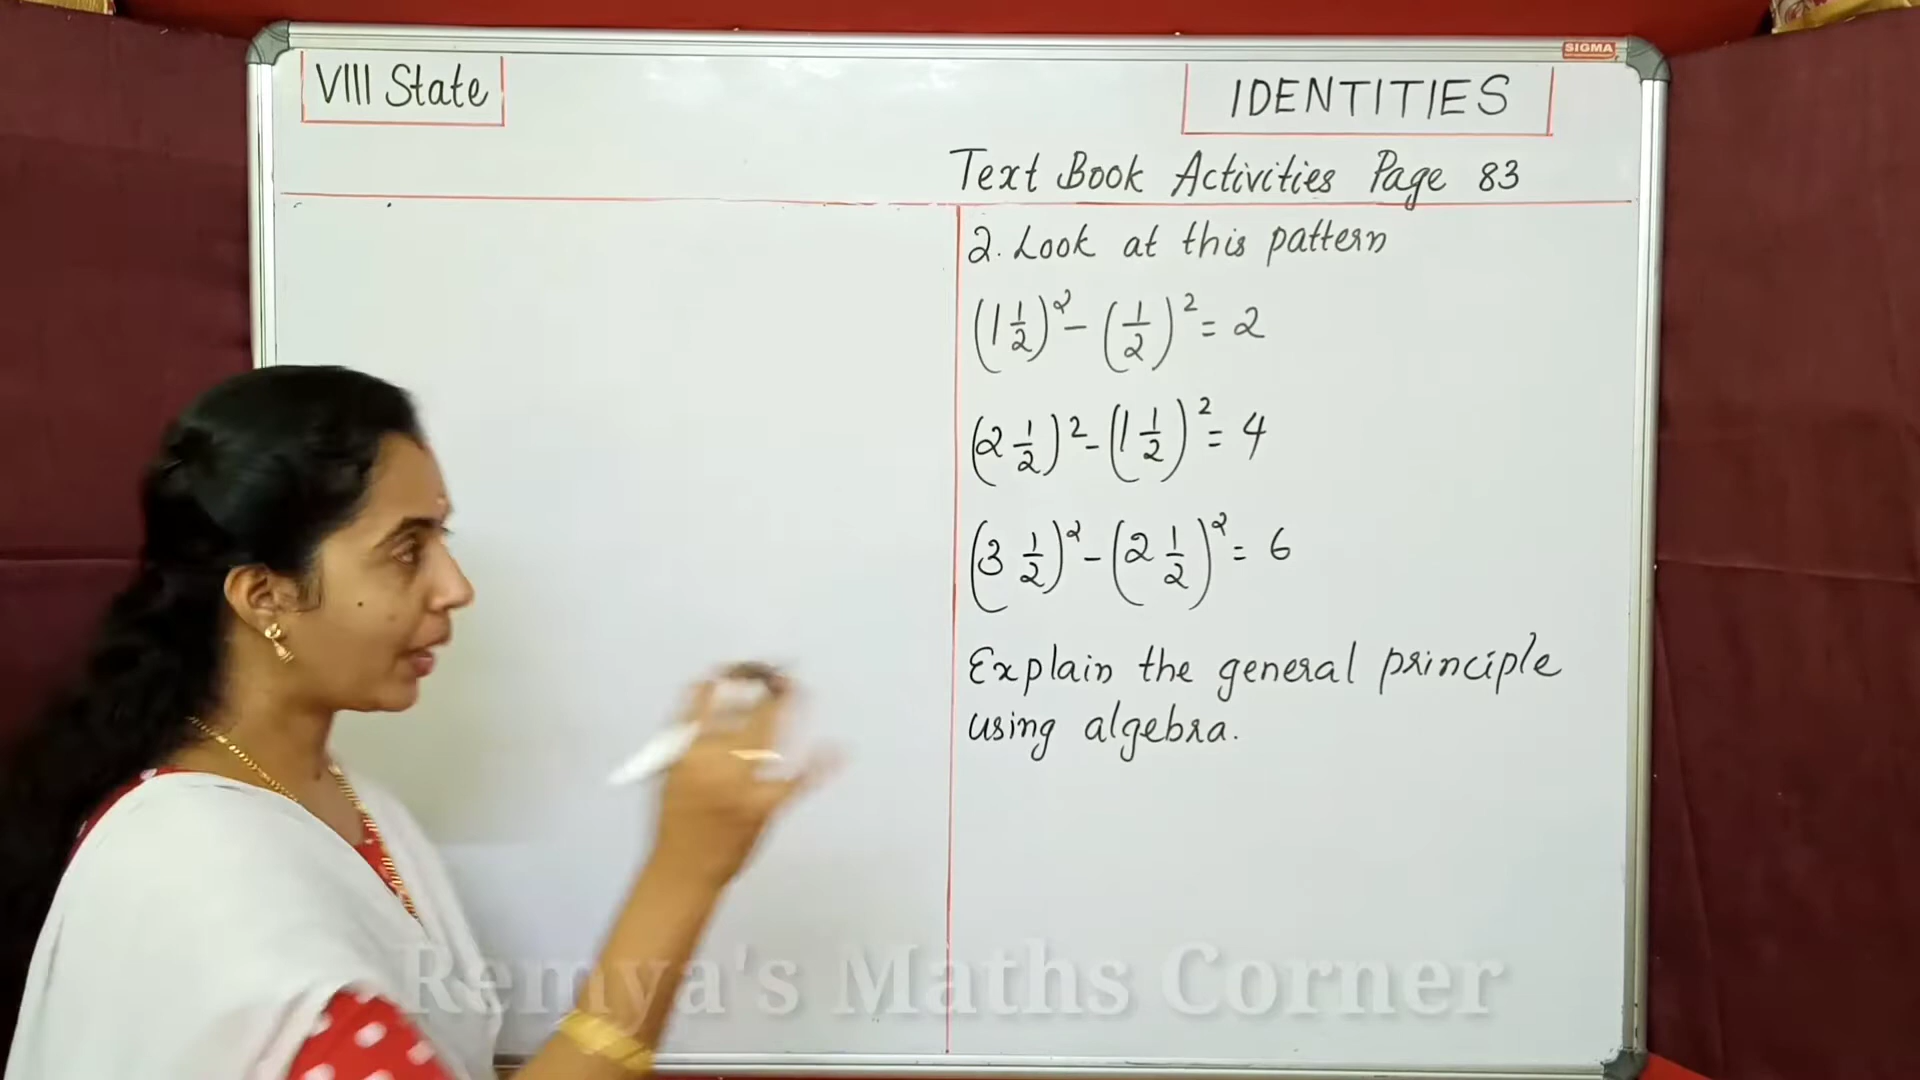 SIGMA
VIII State
IDENTITIES
Text Book Activities Page 83
2. Look at this pattern
(1 1/2)² - (1/2)² = 2
(2 1/2)² - (1 1/2)² = 4
(3 1/2)² - (2 1/2)² = 6
Explain the general principle
using algebra.
Remya's Maths Corner